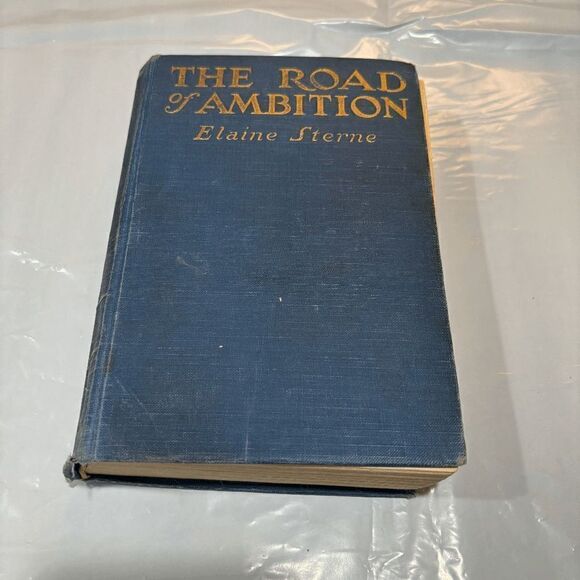 THE ROAD
of AMBITION
Elaine Sterne